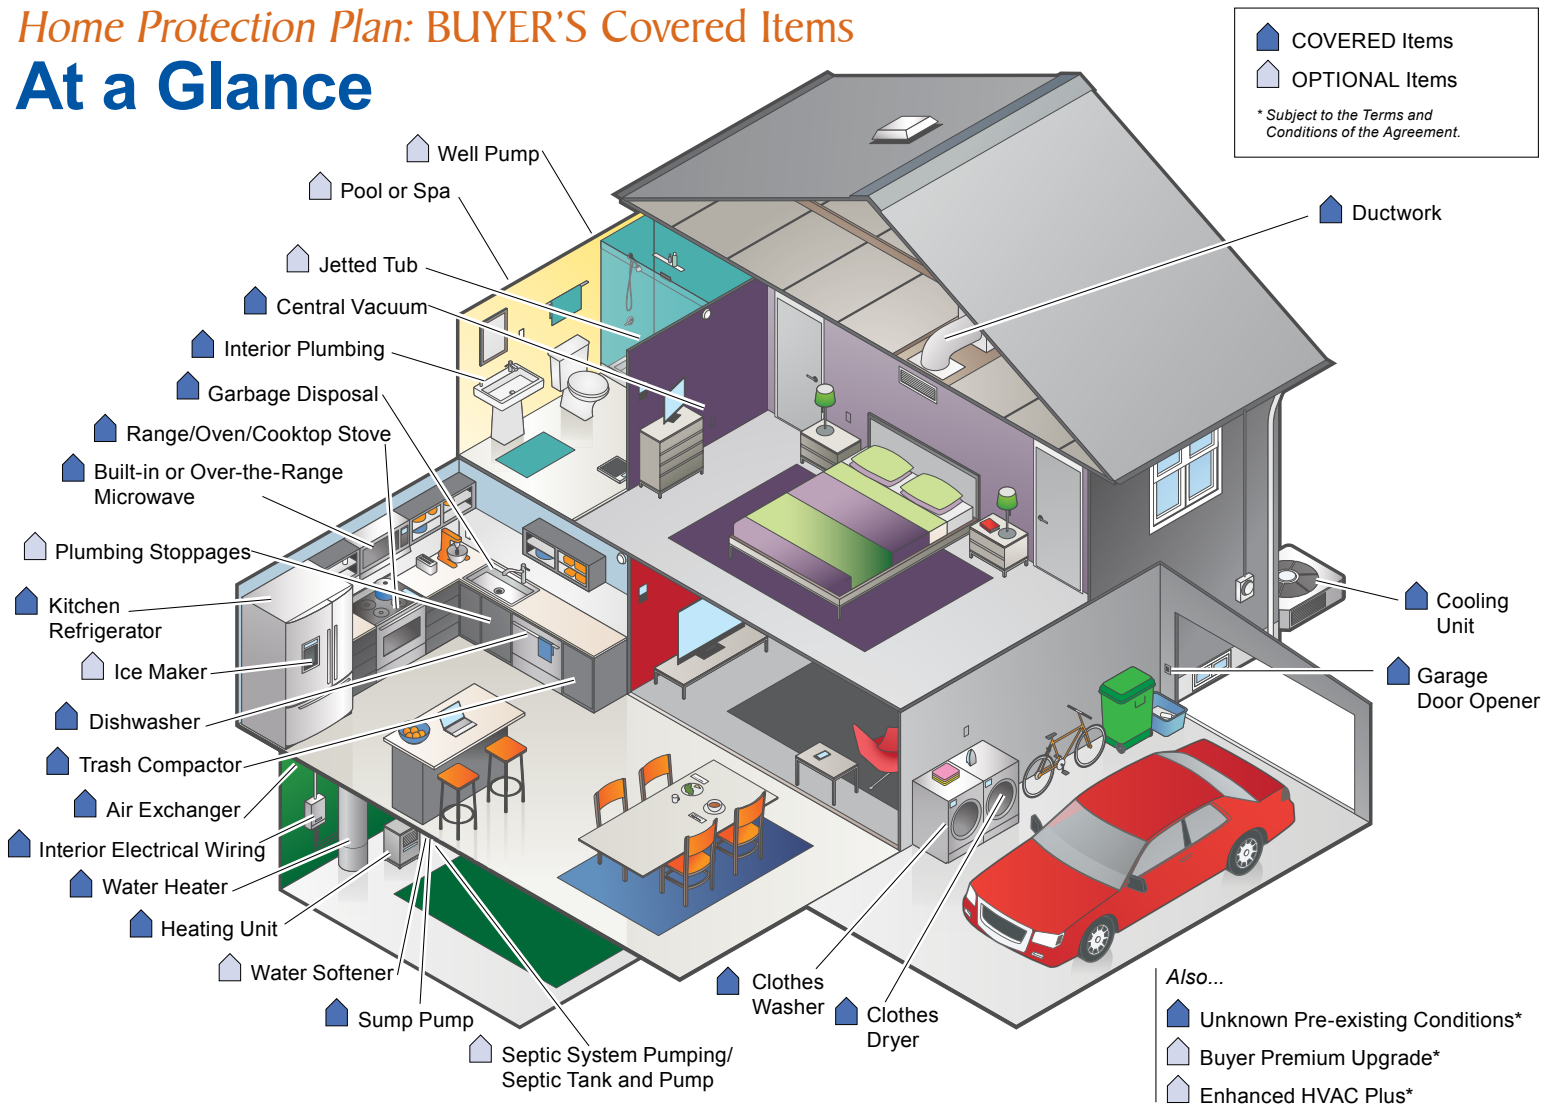 Home Protection Plan: BUYER'S Covered Items
At a Glance
COVERED Items
OPTIONAL Items
* Subject to the Terms and
Conditions of the Agreement.
Well Pump
Pool or Spa
Jetted Tub
Central Vacuum
Interior Plumbing
Garbage Disposal
Range/Oven/Cooktop Stove
Built-in or Over-the-Range
Microwave
Plumbing Stoppages
Kitchen
Refrigerator
Ice Maker
Dishwasher
Trash Compactor
Air Exchanger
Interior Electrical Wiring
Water Heater
Heating Unit
Water Softener
Sump Pump
Septic System Pumping/
Septic Tank and Pump
Clothes
Washer
Clothes
Dryer
Ductwork
Cooling
Unit
Garage
Door Opener
Also...
Unknown Pre-existing Conditions*
Buyer Premium Upgrade*
Enhanced HVAC Plus*